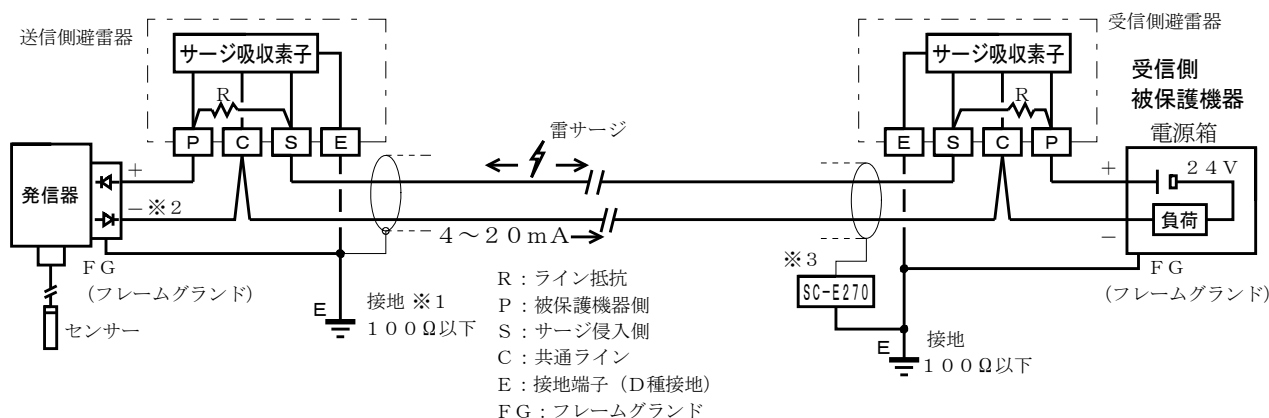 送信側避雷器
サージ吸収素子
R
P C S E
発信器
+
−※2
FG
(フレームグランド)
センサー
E
接地 ※1
100Ω以下
雷サージ
4~20mA
R:ライン抵抗
P:被保護機器側
S:サージ侵入側
C:共通ライン
E:接地端子(D種接地)
FG:フレームグランド
受信側避雷器
サージ吸収素子
R
E S C P
受信側
被保護機器
電源箱
+
24V
負荷
−
※3
SC-E270
FG
(フレームグランド)
E
接地
100Ω以下